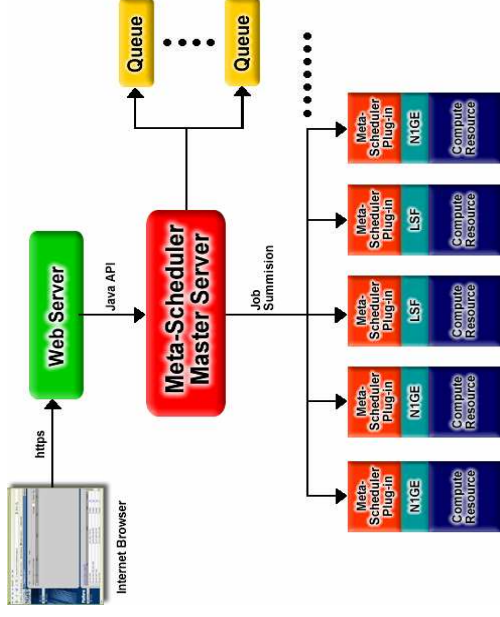 Internet Browser
https
Web Server
Java API
Meta-Scheduler
Master Server
Queue
Queue
Job
Summision
Meta-
Scheduler
Plug-in
N1GE
Compute
Resource
Meta-
Scheduler
Plug-in
N1GE
Compute
Resource
Meta-
Scheduler
Plug-in
LSF
Compute
Resource
Meta-
Scheduler
Plug-in
LSF
Compute
Resource
Meta-
Scheduler
Plug-in
N1GE
Compute
Resource